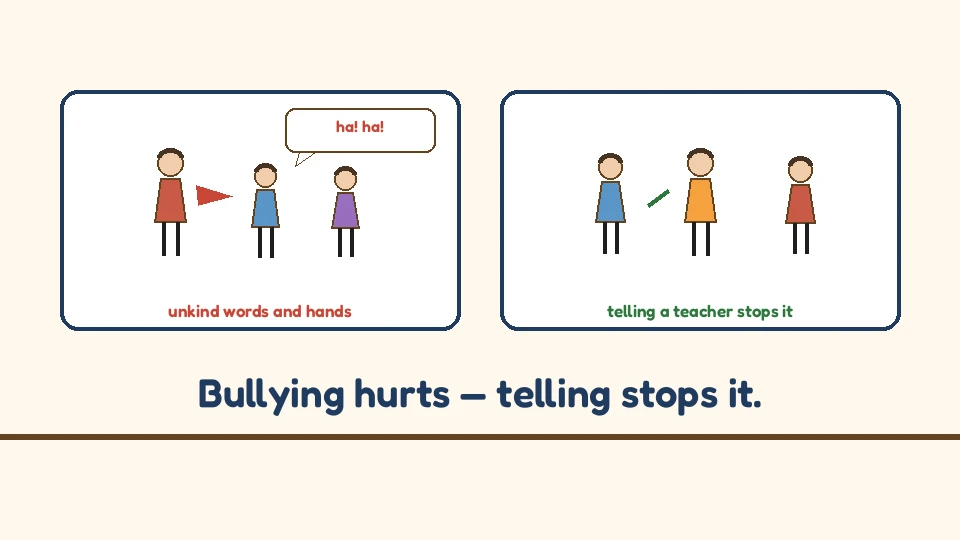 ha! ha!
unkind words and hands
telling a teacher stops it
Bullying hurts — telling stops it.